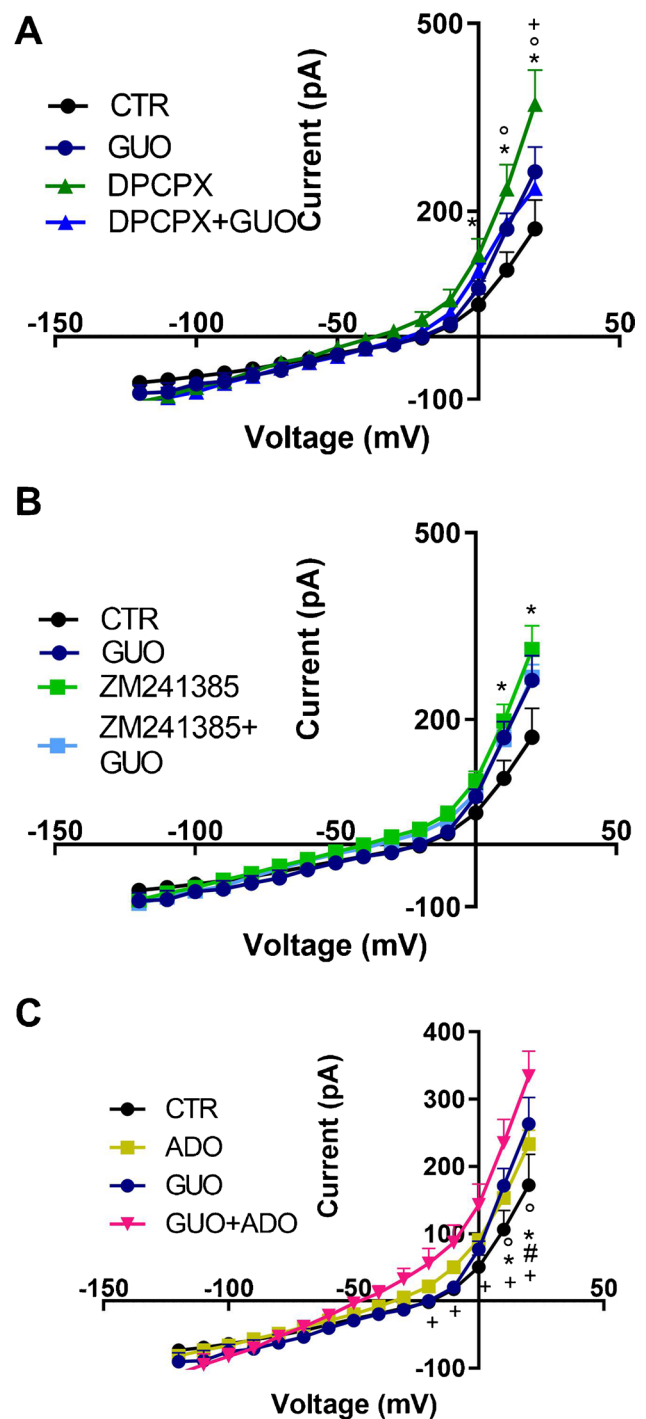 A
500
+
°
*
CTR
GUO
DPCPX
DPCPX+GUO
Current (pA)
°
*
200
*
-150
-100
-50
50
-100
Voltage (mV)
B
500
Current (pA)
CTR
GUO
ZM241385
ZM241385+
GUO
*
*
200
-150
-100
-50
50
-100
Voltage (mV)
C
400
Current (pA)
CTR
ADO
GUO
GUO+ADO
300
200
100
°
*
#
+
°
*
+
+
+
+
-150
-100
-50
50
-100
Voltage (mV)